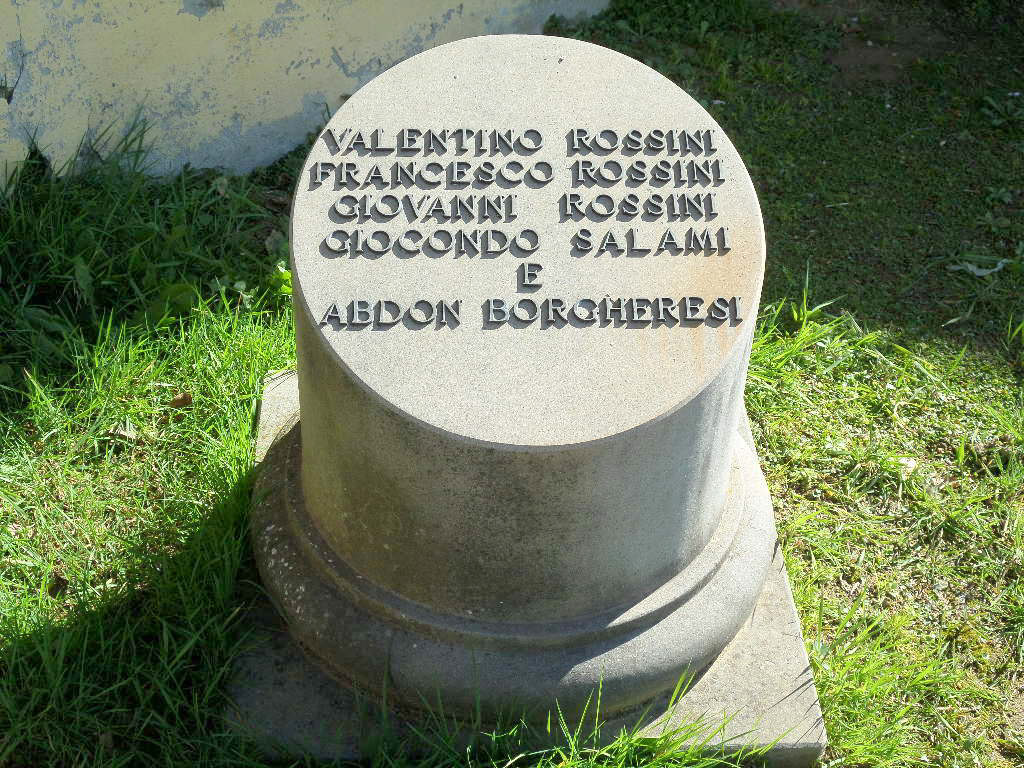 VALENTINO ROSSINI
FRANCESCO ROSSINI
GIOVANNI ROSSINI
GIOCONDO SALAMI
E
ABDON BORGHERESI